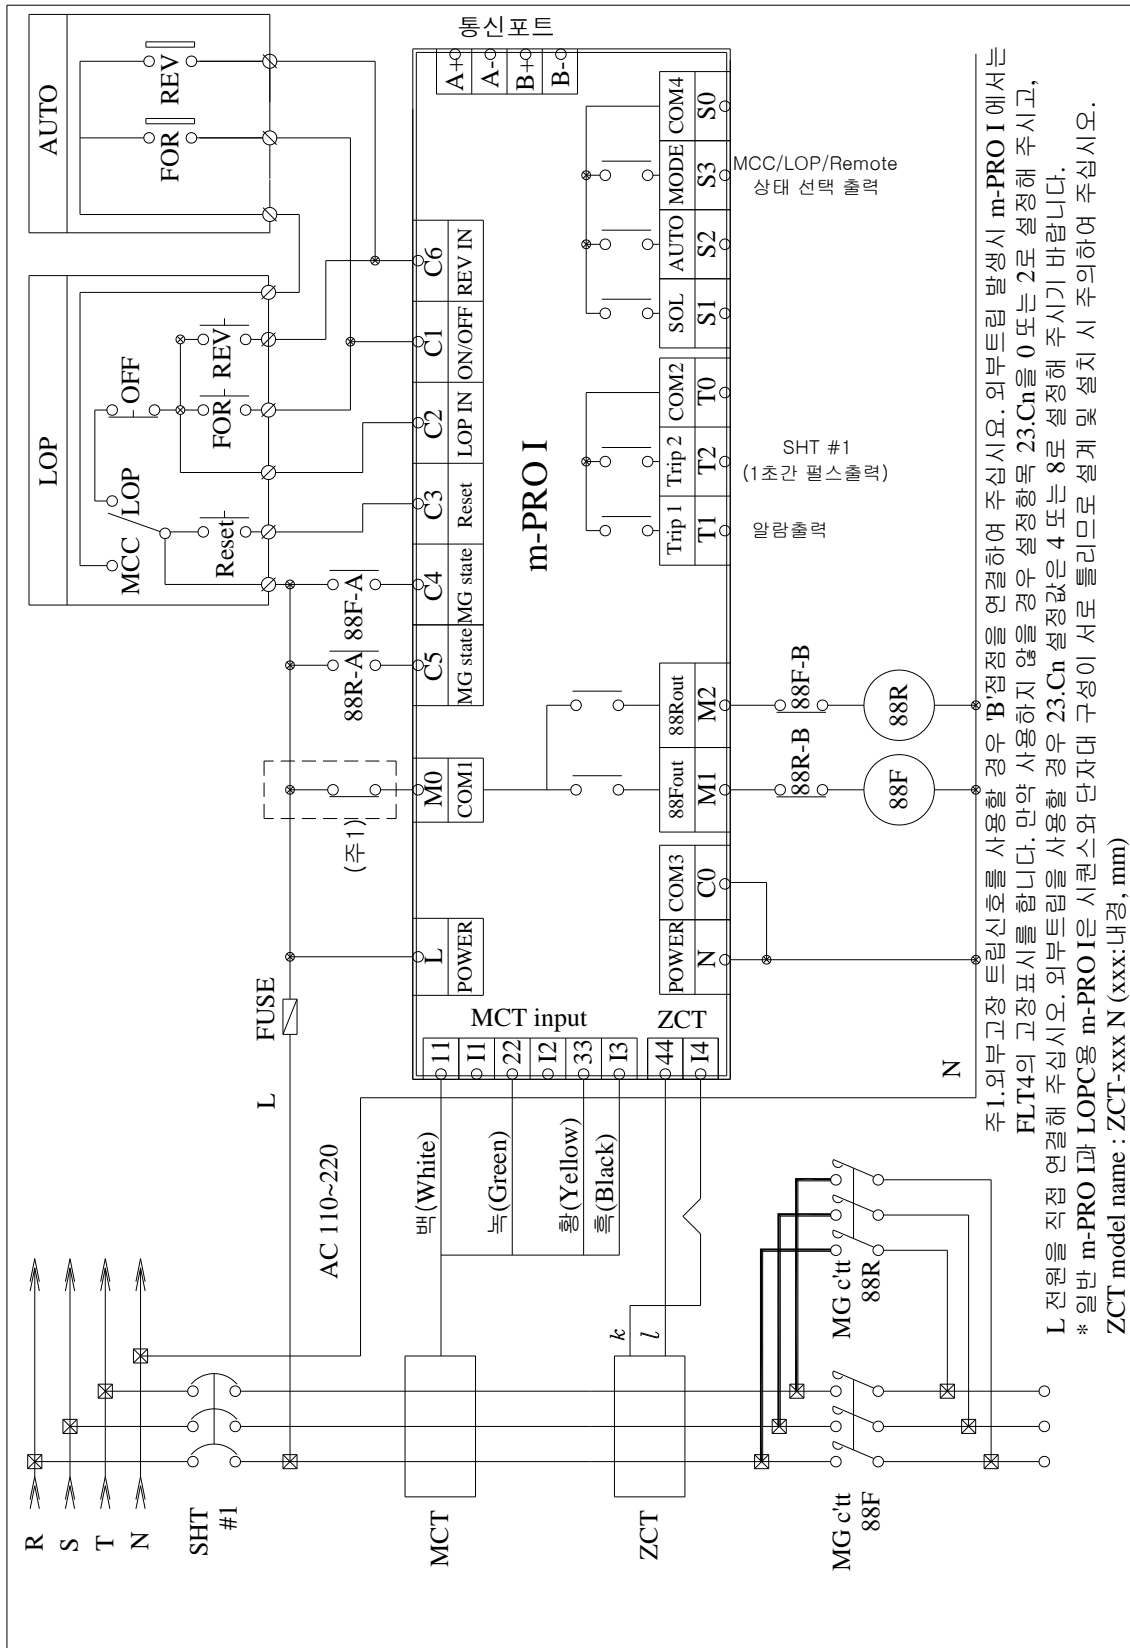 AUTO
REV
FOR
LOP
OFF
REV
FOR
MCC
LOP
Reset
통신포트
A+
A-
B+
B-
C6
REV IN
C1
ON/OFF
C2
LOP IN
C3
Reset
C4
MG state
C5
MG state
M0
COM1
L
POWER
88F-A
88R-A
(주1)
m-PRO I
COM4
S0
MODE
S3
AUTO
S2
SOL
S1
MCC/LOP/Remote
상태 선택 출력
COM2
T0
Trip 2
T2
Trip 1
T1
SHT #1
(1초간 펄스출력)
알람출력
88Rout
M2
88Fout
M1
COM3
C0
POWER
N
88F-B
88R
88R-B
88F
MCT input
11
I1
22
I2
33
I3
ZCT
44
I4
FUSE
L
N
AC 110~220
백(White)
녹(Green)
황(Yellow)
흑(Black)
k
l
R
S
T
N
SHT
#1
MCT
ZCT
MG c'tt
88R
MG c'tt
88F
주1.외부고장 트립신호를 사용할 경우 'B'접점을 연결하여 주십시요. 외부트립 발생시 m-PRO I 에서는
FLT4의 고장표시를 합니다. 만약 사용하지 않을 경우 설정항목 23.Cn을 0 또는 2로 설정해 주시고,
L 전원을 직접 연결해 주십시오. 외부트립을 사용할 경우 23.Cn 설정값은 4 또는 8로 설정해 주시기 바랍니다.
* 일반 m-PRO I과 LOPC용 m-PRO I은 시퀀스와 단자대 구성이 서로 틀리므로 설계 및 설치 시 주의하여 주십시오.
ZCT model name : ZCT-xxx N (xxx:내경, mm)